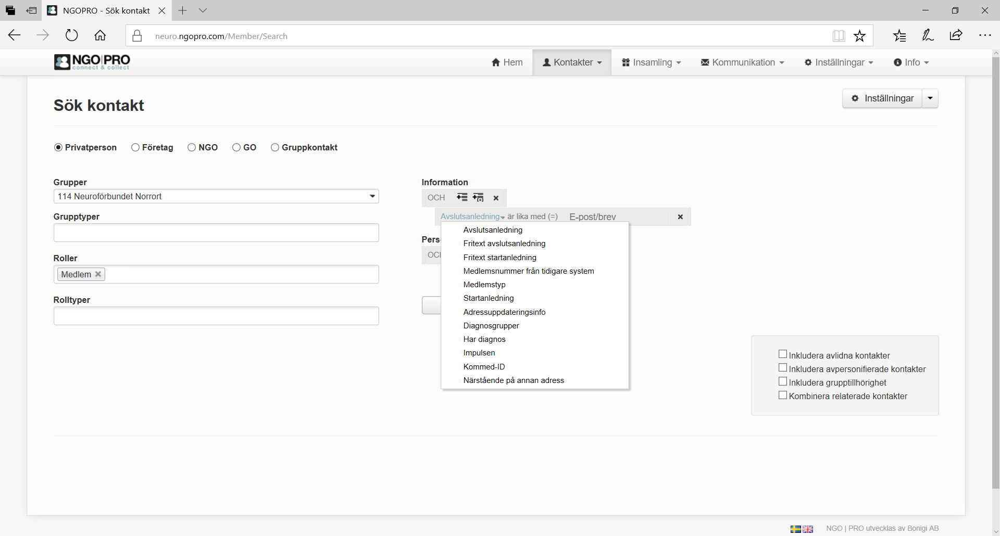 NGOPRO - Sök kontakt
neuro.ngopro.com/Member/Search
NGO|PRO
connect & collect
Hem
Kontakter
Insamling
Kommunikation
Inställningar
Info
Sök kontakt
Inställningar
Privatperson
Företag
NGO
GO
Gruppkontakt
Grupper
114 Neuroförbundet Norrort
Grupptyper
Roller
Medlem
Rolltyper
Information
OCH
Avslutsanledning är lika med (=) E-post/brev
Pers
OCH
Avslutsanledning
Fritext avslutsanledning
Fritext startanledning
Medlemsnummer från tidigare system
Medlemstyp
Startanledning
Adressuppdateringsinfo
Diagnosgrupper
Har diagnos
Impulsen
Kommed-ID
Närstående på annan adress
Inkludera avlidna kontakter
Inkludera avpersonifierade kontakter
Inkludera grupptillhörighet
Kombinera relaterade kontakter
NGO | PRO utvecklas av Bonigi AB